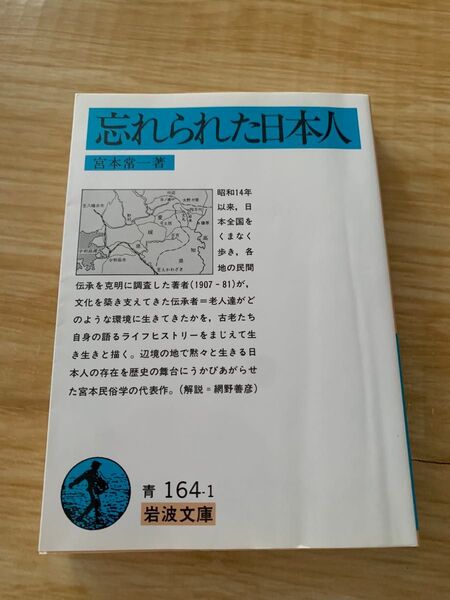 忘れられた日本人
宮本常一著
昭和14年
以来,日
本全国を
くまなく
歩き,各
地の民間
伝承を克明に調査した著者(1907-81)が,
文化を築き支えてきた伝承者=老人達がど
のような環境に生きてきたかを,古老たち
自身の語るライフヒストリーをまじえて生
き生きと描く。辺境の地で黙々と生きる日
本人の存在を歴史の舞台にうかびあがらせ
た宮本民俗学の代表作。(解説=網野善彦)
青 164-1
岩波文庫